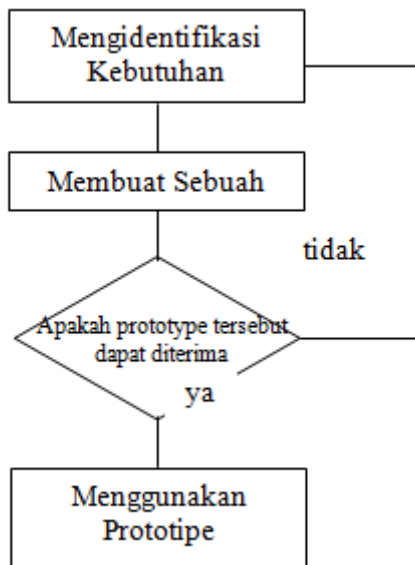 Mengidentifikasi
Kebutuhan
Membuat Sebuah
tidak
Apakah prototype tersebut
dapat diterima
ya
Menggunakan
Prototipe